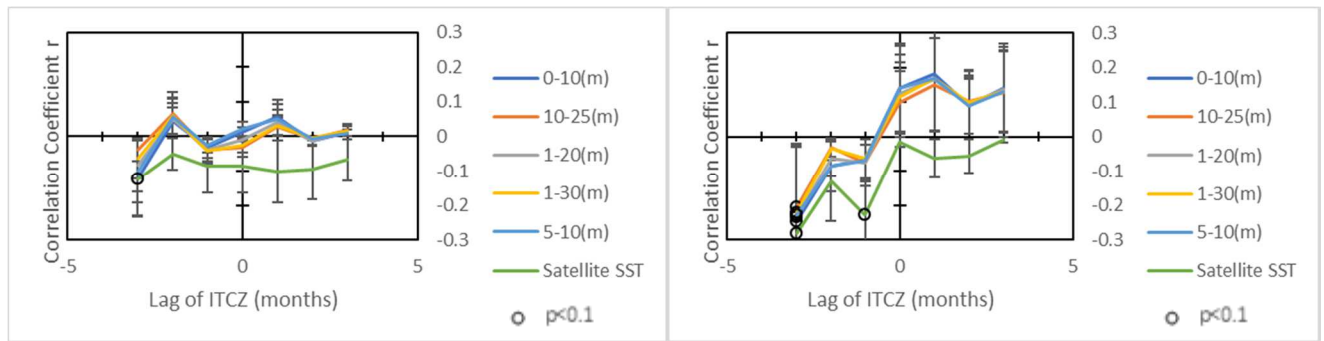 Correlation Coefficient r
0.3
0.2
0.1
0
-0.1
-0.2
-0.3
-5
0
5
Lag of ITCZ (months)
0-10(m)
10-25(m)
1-20(m)
1-30(m)
5-10(m)
Satellite SST
p<0.1
Correlation Coefficient r
0.3
0.2
0.1
0
-0.1
-0.2
-0.3
-5
0
5
Lag of ITCZ (months)
0-10(m)
10-25(m)
1-20(m)
1-30(m)
5-10(m)
Satellite SST
p<0.1